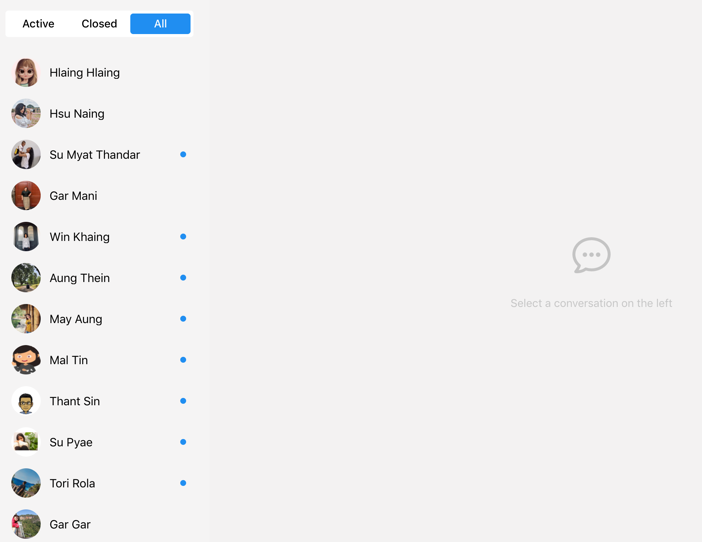 Active Closed All
Hlaing Hlaing
Hsu Naing
Su Myat Thandar
Gar Mani
Win Khaing
Aung Thein
May Aung
Select a conversation on the left
Mal Tin
Thant Sin
Su Pyae
Tori Rola
Gar Gar